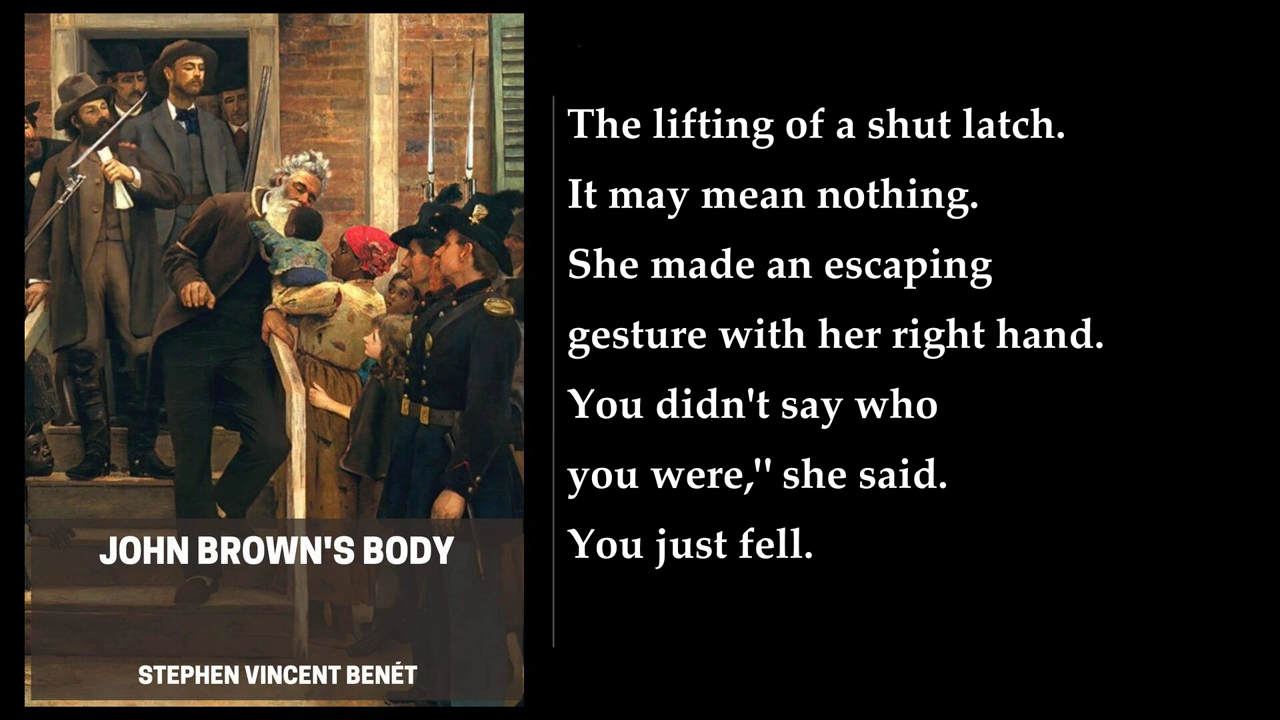 The lifting of a shut latch.
It may mean nothing.
She made an escaping
gesture with her right hand.
You didn't say who
you were," she said.
You just fell.
JOHN BROWN'S BODY
STEPHEN VINCENT BENÉT